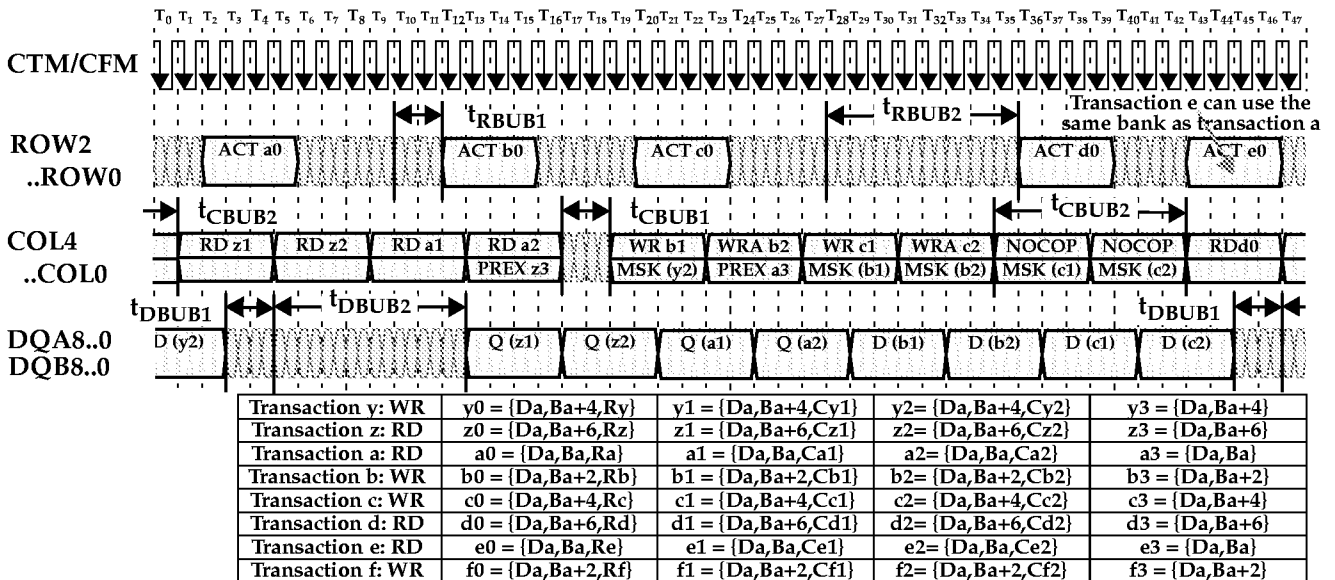 T0 T1 T2 T3 T4 T5 T6 T7 T8 T9 T10 T11 T12 T13 T14 T15 T16 T17 T18 T19 T20 T21 T22 T23 T24 T25 T26 T27 T28 T29 T30 T31 T32 T33 T34 T35 T36 T37 T38 T39 T40 T41 T42 T43 T44 T45 T46 T47
CTM/CFM
tRBUB1 tRBUB2 Transaction e can use the
same bank as transaction a
ROW2 ACT a0 ACT b0 ACT c0 ACT d0 ACT e0
..ROW0
tCBUB2 tCBUB1 tCBUB2
COL4 RD z1 RD z2 RD a1 RD a2 WR b1 WRA b2 WR c1 WRA c2 NOCOP NOCOP RDd0
..COL0 PREX z3 MSK (y2) PREX a3 MSK (b1) MSK (b2) MSK (c1) MSK (c2)
tDBUB1 tDBUB2 tDBUB1
DQA8..0 D (y2) Q (z1) Q (z2) Q (a1) Q (a2) D (b1) D (b2) D (c1) D (c2)
DQB8..0
Transaction y: WR y0 = {Da,Ba+4,Ry} y1 = {Da,Ba+4,Cy1} y2= {Da,Ba+4,Cy2} y3 = {Da,Ba+4}
Transaction z: RD z0 = {Da,Ba+6,Rz} z1 = {Da,Ba+6,Cz1} z2= {Da,Ba+6,Cz2} z3 = {Da,Ba+6}
Transaction a: RD a0 = {Da,Ba,Ra} a1 = {Da,Ba,Ca1} a2= {Da,Ba,Ca2} a3 = {Da,Ba}
Transaction b: WR b0 = {Da,Ba+2,Rb} b1 = {Da,Ba+2,Cb1} b2= {Da,Ba+2,Cb2} b3 = {Da,Ba+2}
Transaction c: WR c0 = {Da,Ba+4,Rc} c1 = {Da,Ba+4,Cc1} c2= {Da,Ba+4,Cc2} c3 = {Da,Ba+4}
Transaction d: RD d0 = {Da,Ba+6,Rd} d1 = {Da,Ba+6,Cd1} d2= {Da,Ba+6,Cd2} d3 = {Da,Ba+6}
Transaction e: RD e0 = {Da,Ba,Re} e1 = {Da,Ba,Ce1} e2= {Da,Ba,Ce2} e3 = {Da,Ba}
Transaction f: WR f0 = {Da,Ba+2,Rf} f1 = {Da,Ba+2,Cf1} f2= {Da,Ba+2,Cf2} f3 = {Da,Ba+2}